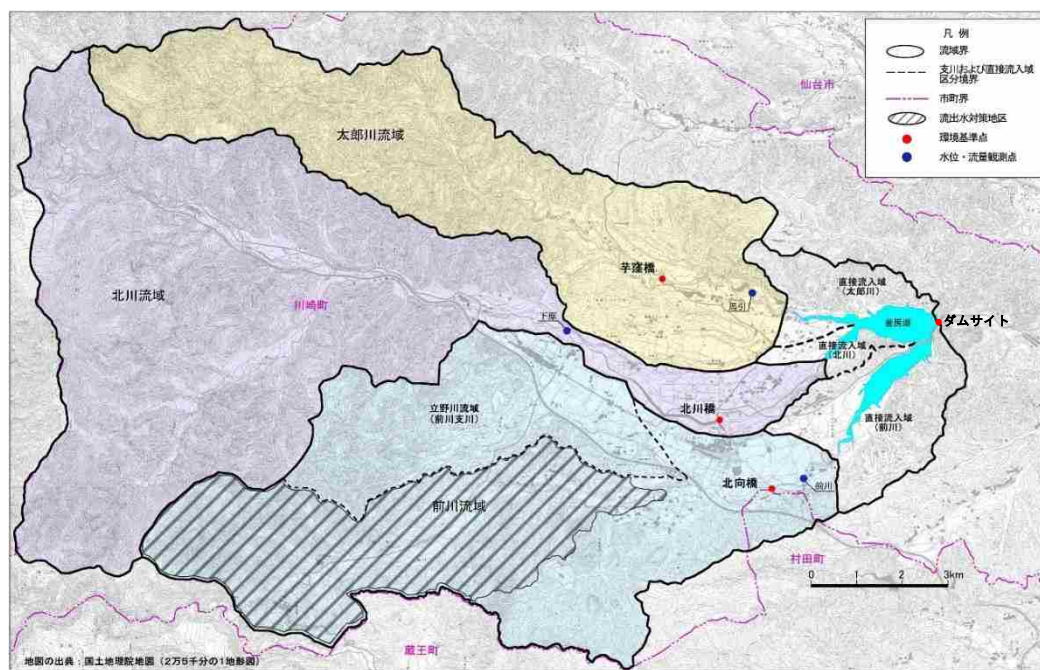 凡 例
流域界
支川および直接流入域
区分境界
市町界
流出水対策地区
環境基準点
水位・流量観測点
仙台市
太郎川流域
北川流域
川崎町
芋窪橋
馬引
下原
直接流入域
(太郎川)
釜房湖
ダムサイト
直接流入域
(北川)
直接流入域
(前川)
立野川流域
(前川支川)
北川橋
北向橋
前川
前川流域
村田町
0 1 2 3km
蔵王町
地図の出典:国土地理院地図(2万5千分の1地形図)